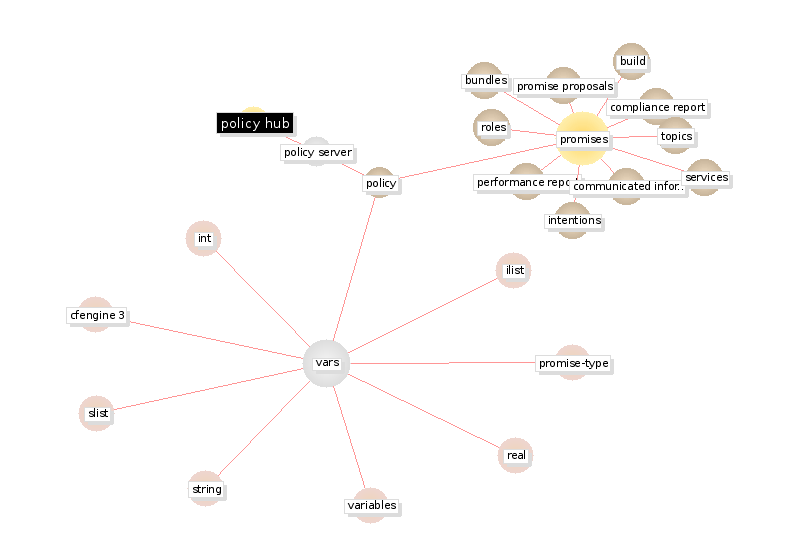 build
bundles
promise proposals
compliance report
policy hub
roles
topics
promises
policy server
policy
performance repo
communicated infor..
services
intentions
int
ilist
cfengine 3
vars
promise-type
slist
real
string
variables